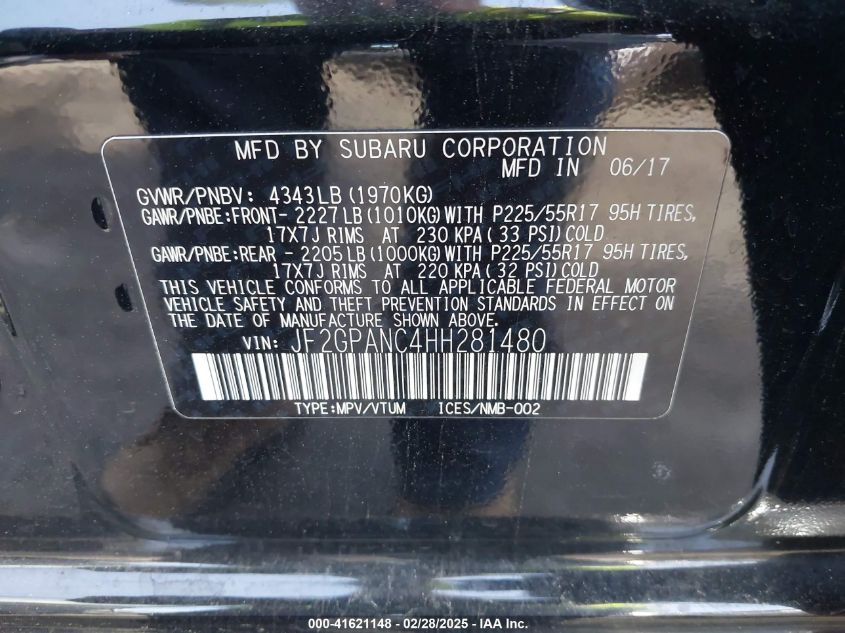 MFD BY SUBARU CORPORATION
MFD IN 06/17
GVWR/PNBV: 4343LB(1970KG)
GAWR/PNBE:FRONT- 2227LB(1010KG)WITH P225/55R17 95H TIRES,
17X7J RIMS AT 230 KPA(33 PSI)COLD
GAWR/PNBE:REAR - 2205LB(1000KG)WITH P225/55R17 95H TIRES,
17X7J RIMS AT 220 KPA(32 PSI)COLD
THIS VEHICLE CONFORMS TO ALL APPLICABLE FEDERAL MOTOR
VEHICLE SAFETY AND THEFT PREVENTION STANDARDS IN EFFECT ON
THE DATE OF MANUFACTURE SHOWN ABOVE.
VIN: JF2GPANC4HH281480
TYPE:MPV/VTUM ICES/NMB-002
000-41621148 - 02/28/2025 - IAA Inc.